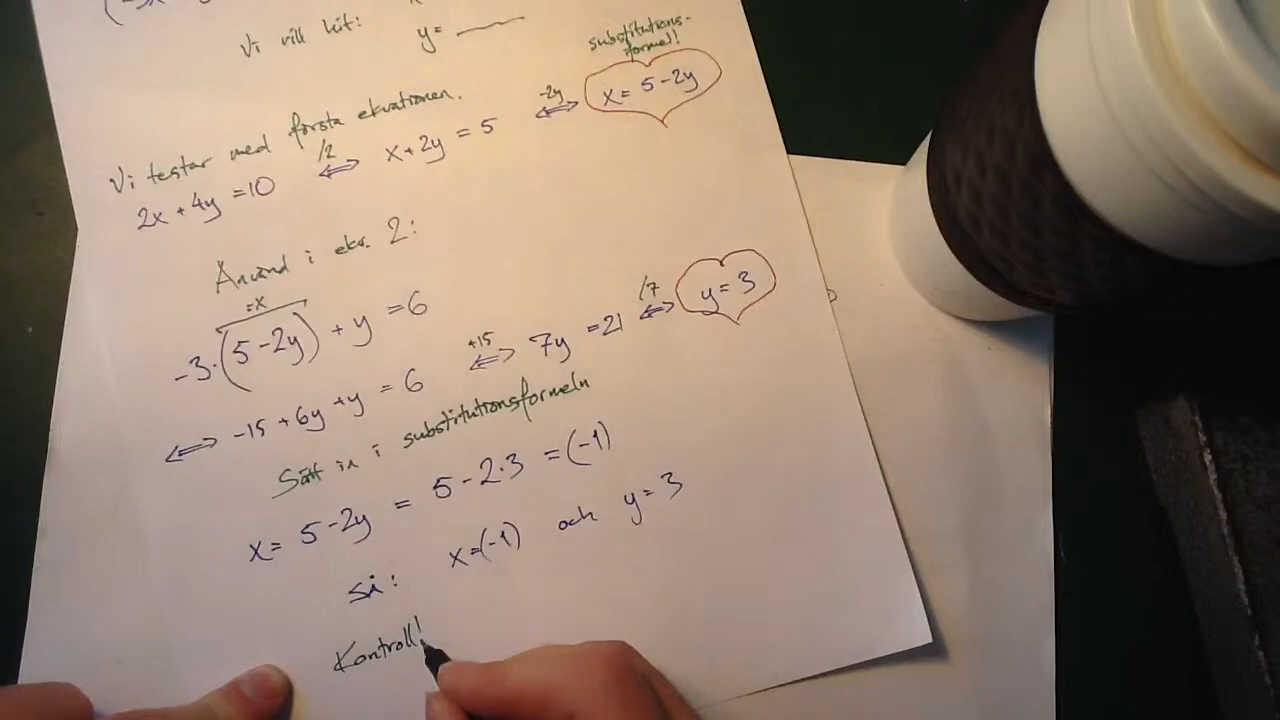 Vi vill hit: y=
substitutions-
formel!
Vi testar med första ekvationen.
2x + 4y = 10 /2 ⟺ x + 2y = 5 -2y ⟺ x = 5 - 2y
Använd i ekv. 2:
=x
-3·(5 - 2y) + y = 6
⟺ -15 + 6y + y = 6 +15 ⟺ 7y = 21 /7 ⟺ y = 3
Sätt in i substitutionsformeln
x = 5 - 2y = 5 - 2·3 = (-1)
så: x = (-1) och y = 3
Kontroll!